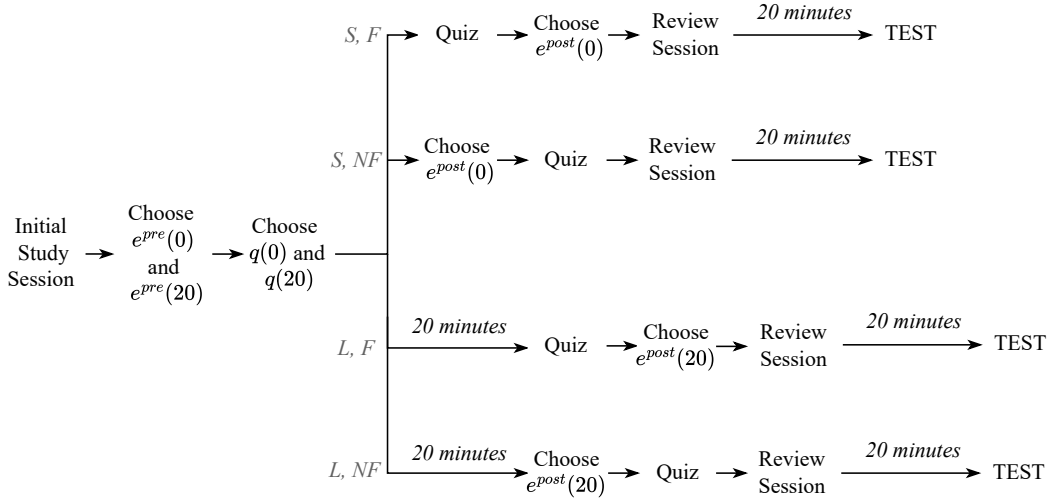 Initial
Study
Session
Choose
e^{pre}(0)
and
e^{pre}(20)
Choose
q(0) and
q(20)
S, F
Quiz
Choose
e^{post}(0)
Review
Session
20 minutes
TEST
S, NF
Choose
e^{post}(0)
Quiz
Review
Session
20 minutes
TEST
L, F
20 minutes
Quiz
Choose
e^{post}(20)
Review
Session
20 minutes
TEST
L, NF
20 minutes
Choose
e^{post}(20)
Quiz
Review
Session
20 minutes
TEST